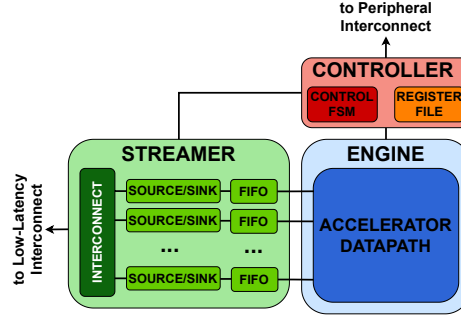 to Peripheral
Interconnect
CONTROLLER
CONTROL
FSM
REGISTER
FILE
STREAMER
ENGINE
to Low-Latency
Interconnect
INTERCONNECT
SOURCE/SINK
FIFO
SOURCE/SINK
FIFO
...
...
SOURCE/SINK
FIFO
ACCELERATOR
DATAPATH